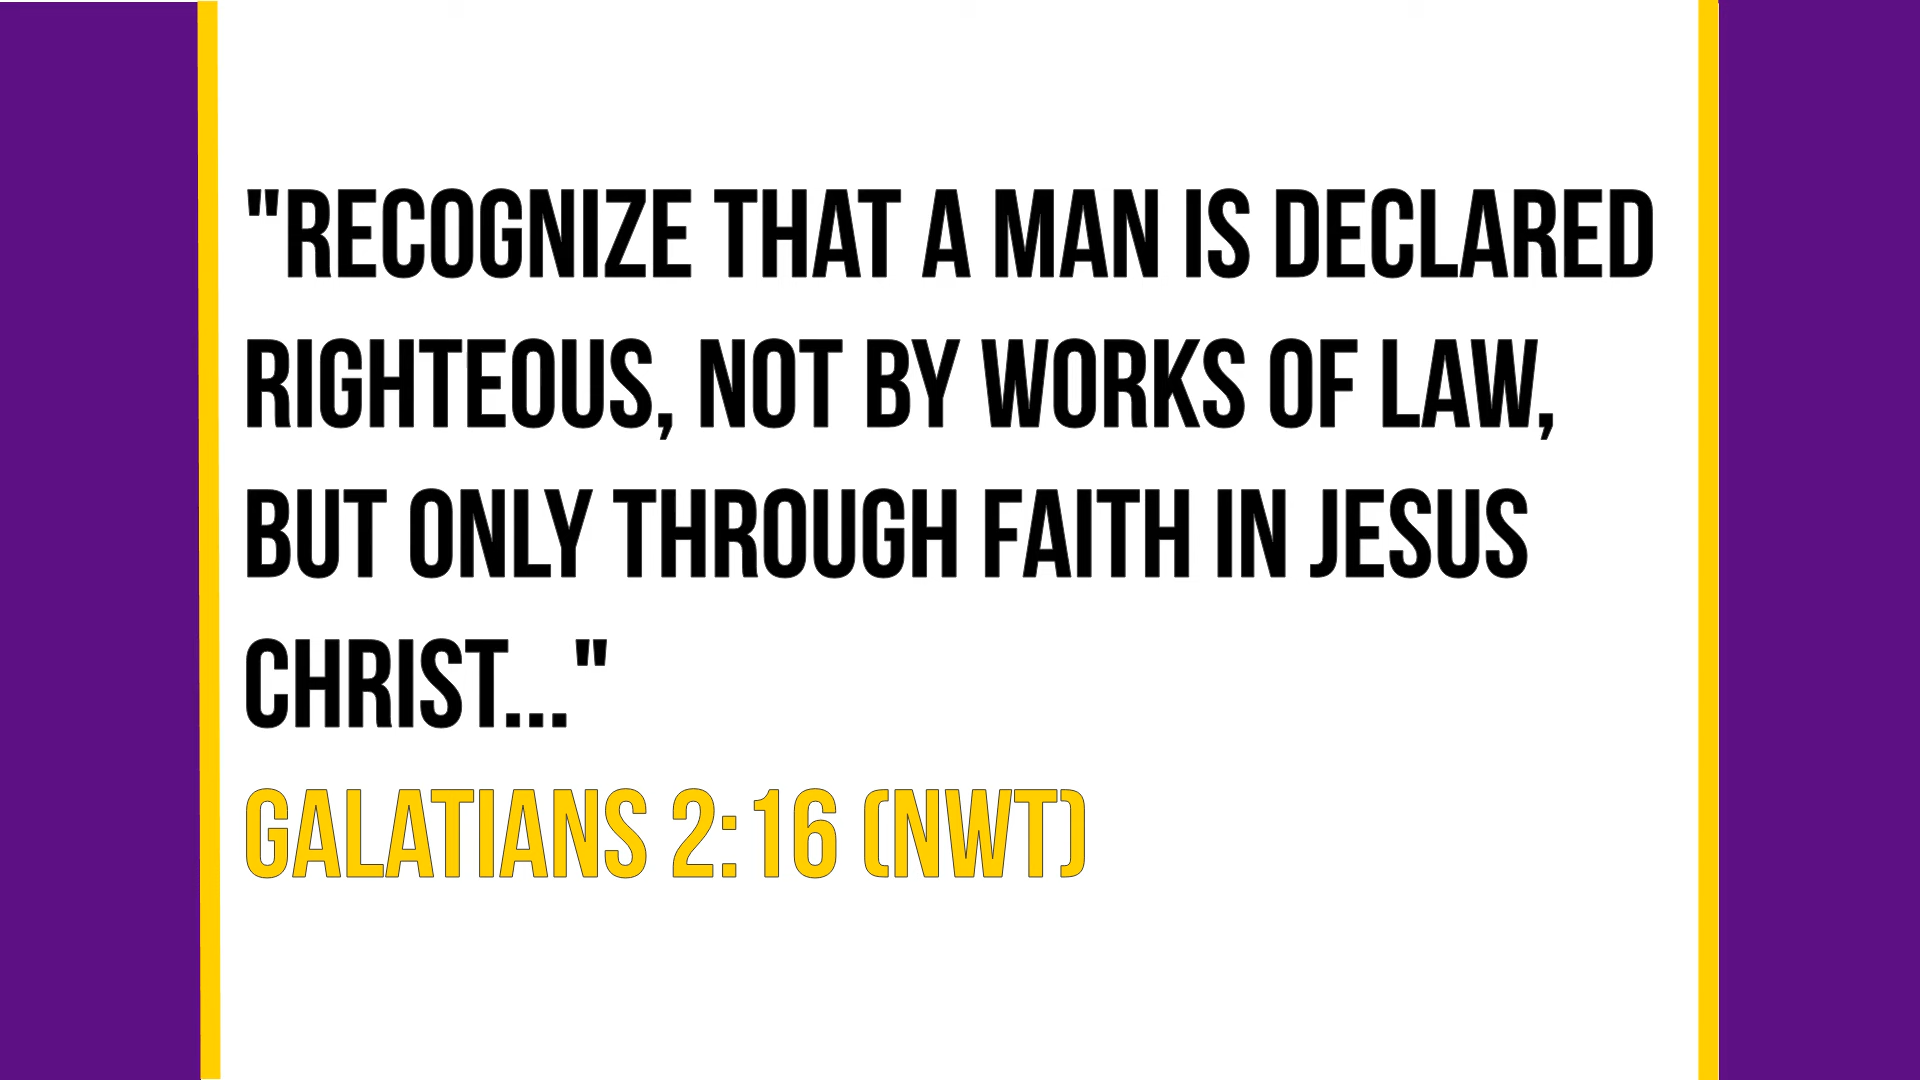 "RECOGNIZE THAT A MAN IS DECLARED
RIGHTEOUS, NOT BY WORKS OF LAW,
BUT ONLY THROUGH FAITH IN JESUS
CHRIST..."
GALATIANS 2:16 (NWT)